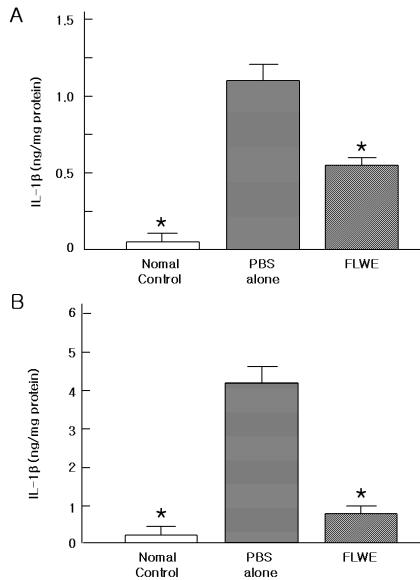 A
IL-1β (ng/mg protein)
1.5
1.0
0.5
0
*
*
Nomal
Control
PBS
alone
FLWE
B
IL-1β (ng/mg protein)
6
5
4
3
2
1
0
*
*
Nomal
Control
PBS
alone
FLWE